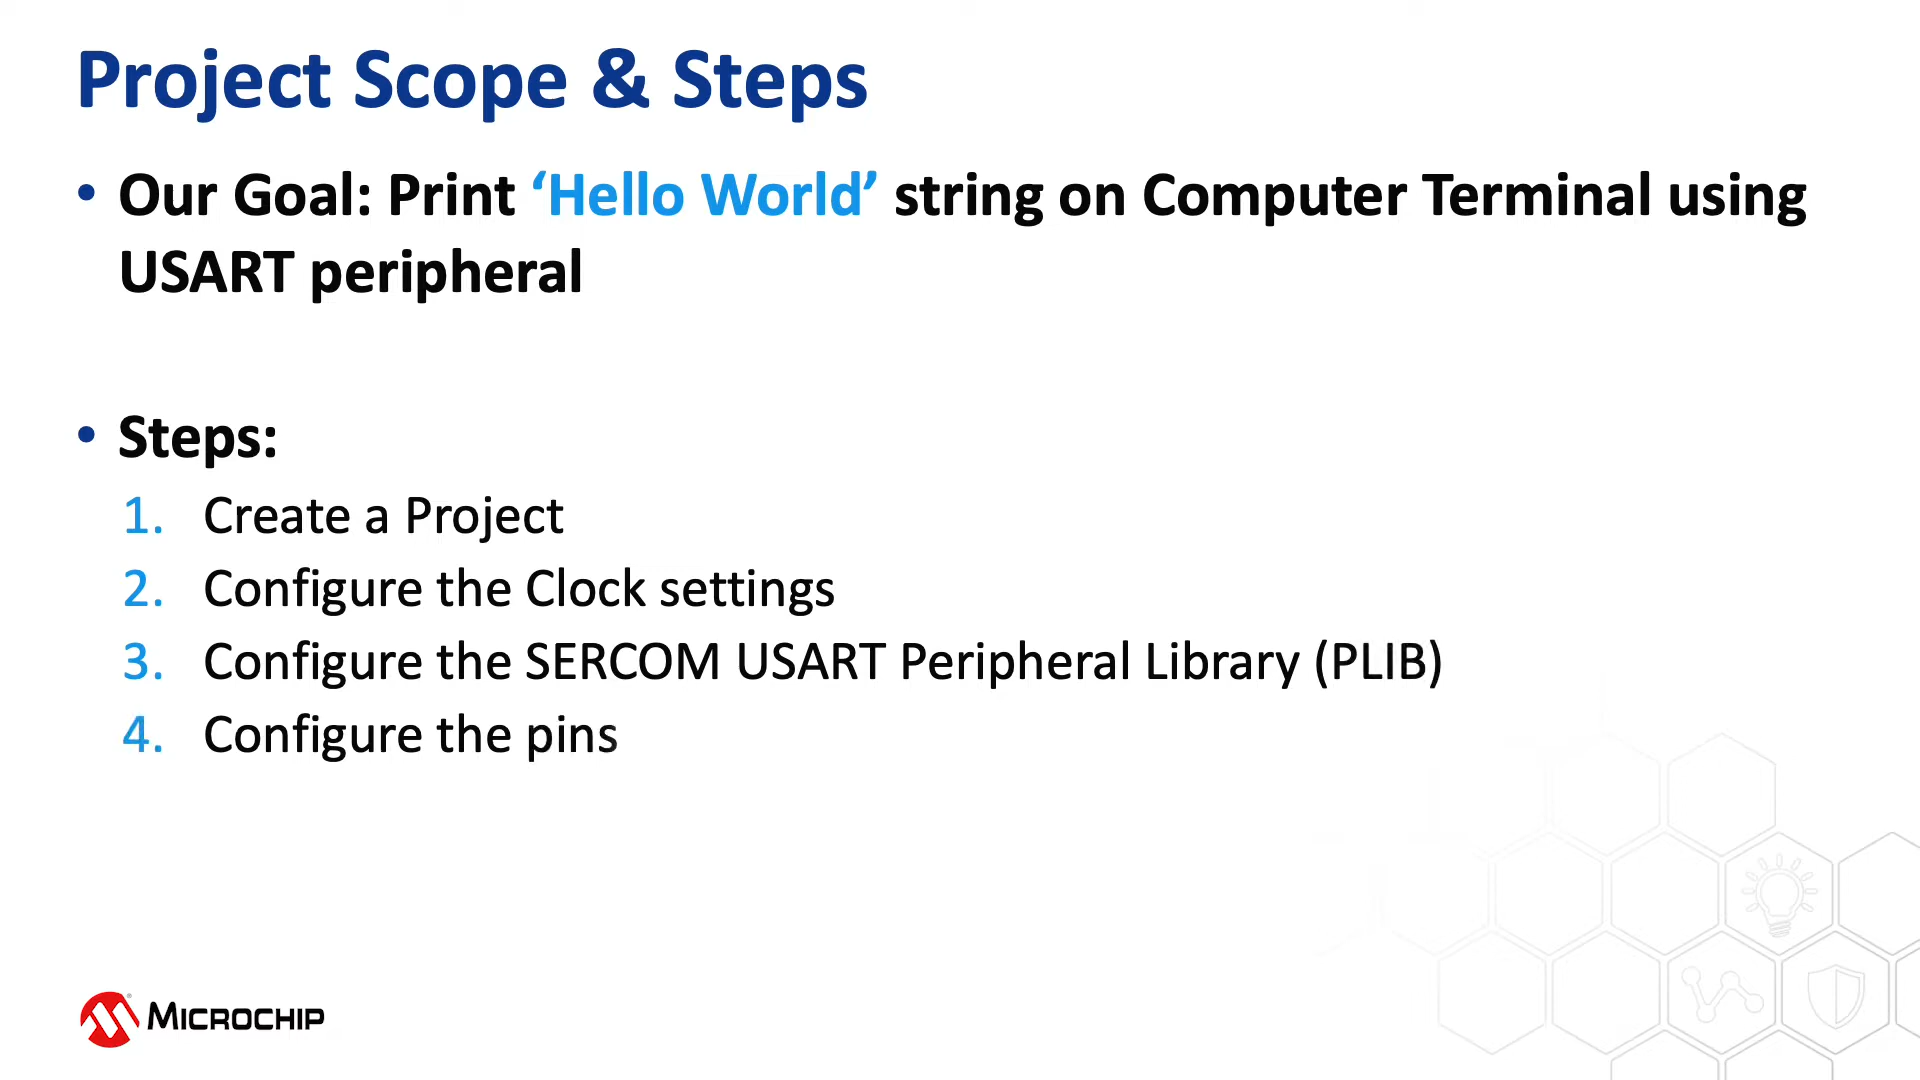 Project Scope & Steps
• Our Goal: Print ‘Hello World’ string on Computer Terminal using
USART peripheral
• Steps:
1. Create a Project
2. Configure the Clock settings
3. Configure the SERCOM USART Peripheral Library (PLIB)
4. Configure the pins
MICROCHIP